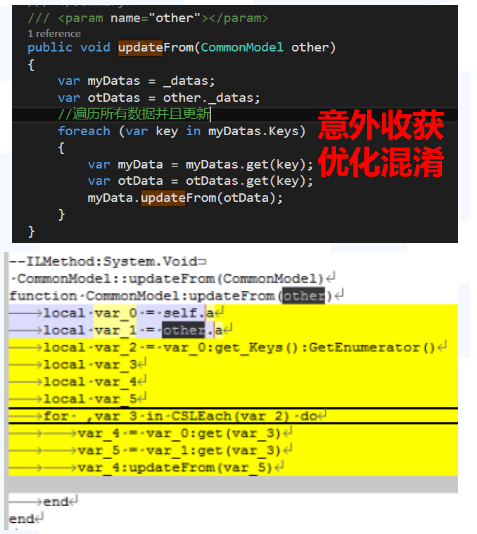 /// <param name="other"></param>
1 reference
public void updateFrom(CommonModel other)
{
var myDatas = _datas;
var otDatas = other._datas;
//遍历所有数据并且更新
foreach (var key in myDatas.Keys)
{
var myData = myDatas.get(key);
var otData = otDatas.get(key);
myData.updateFrom(otData);
}
}
意外收获
优化混淆
--ILMethod:System.Void
CommonModel::updateFrom(CommonModel)
function CommonModel:updateFrom(other)
local var_0 = self.a
local var_1 = other.a
local var_2 = var_0:get_Keys():GetEnumerator()
local var_3
local var_4
local var_5
for _,var_3 in CSLEach(var_2) do
var_4 = var_0:get(var_3)
var_5 = var_1:get(var_3)
var_4:updateFrom(var_5)
end
end